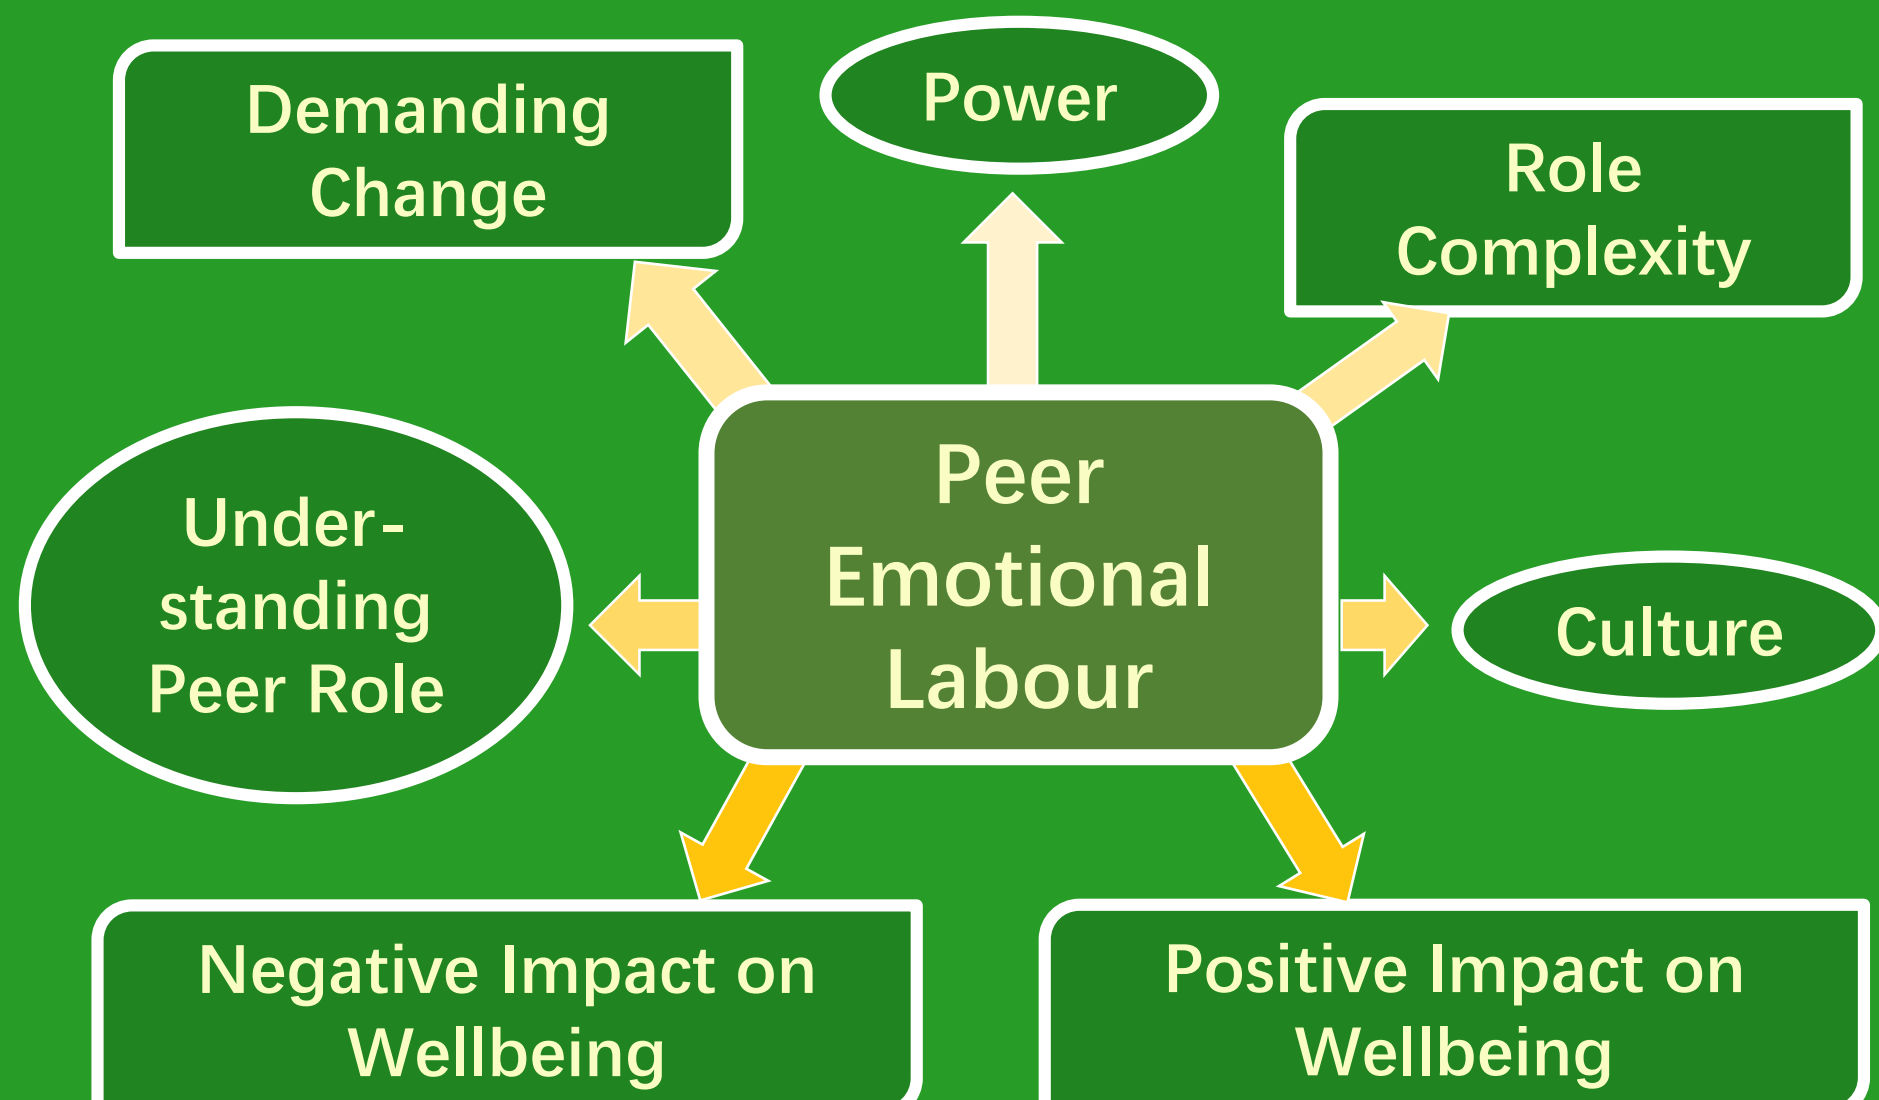 Demanding
Change
Power
Role
Complexity
Under-
standing
Peer Role
Peer
Emotional
Labour
Culture
Negative Impact on
Wellbeing
Positive Impact on
Wellbeing